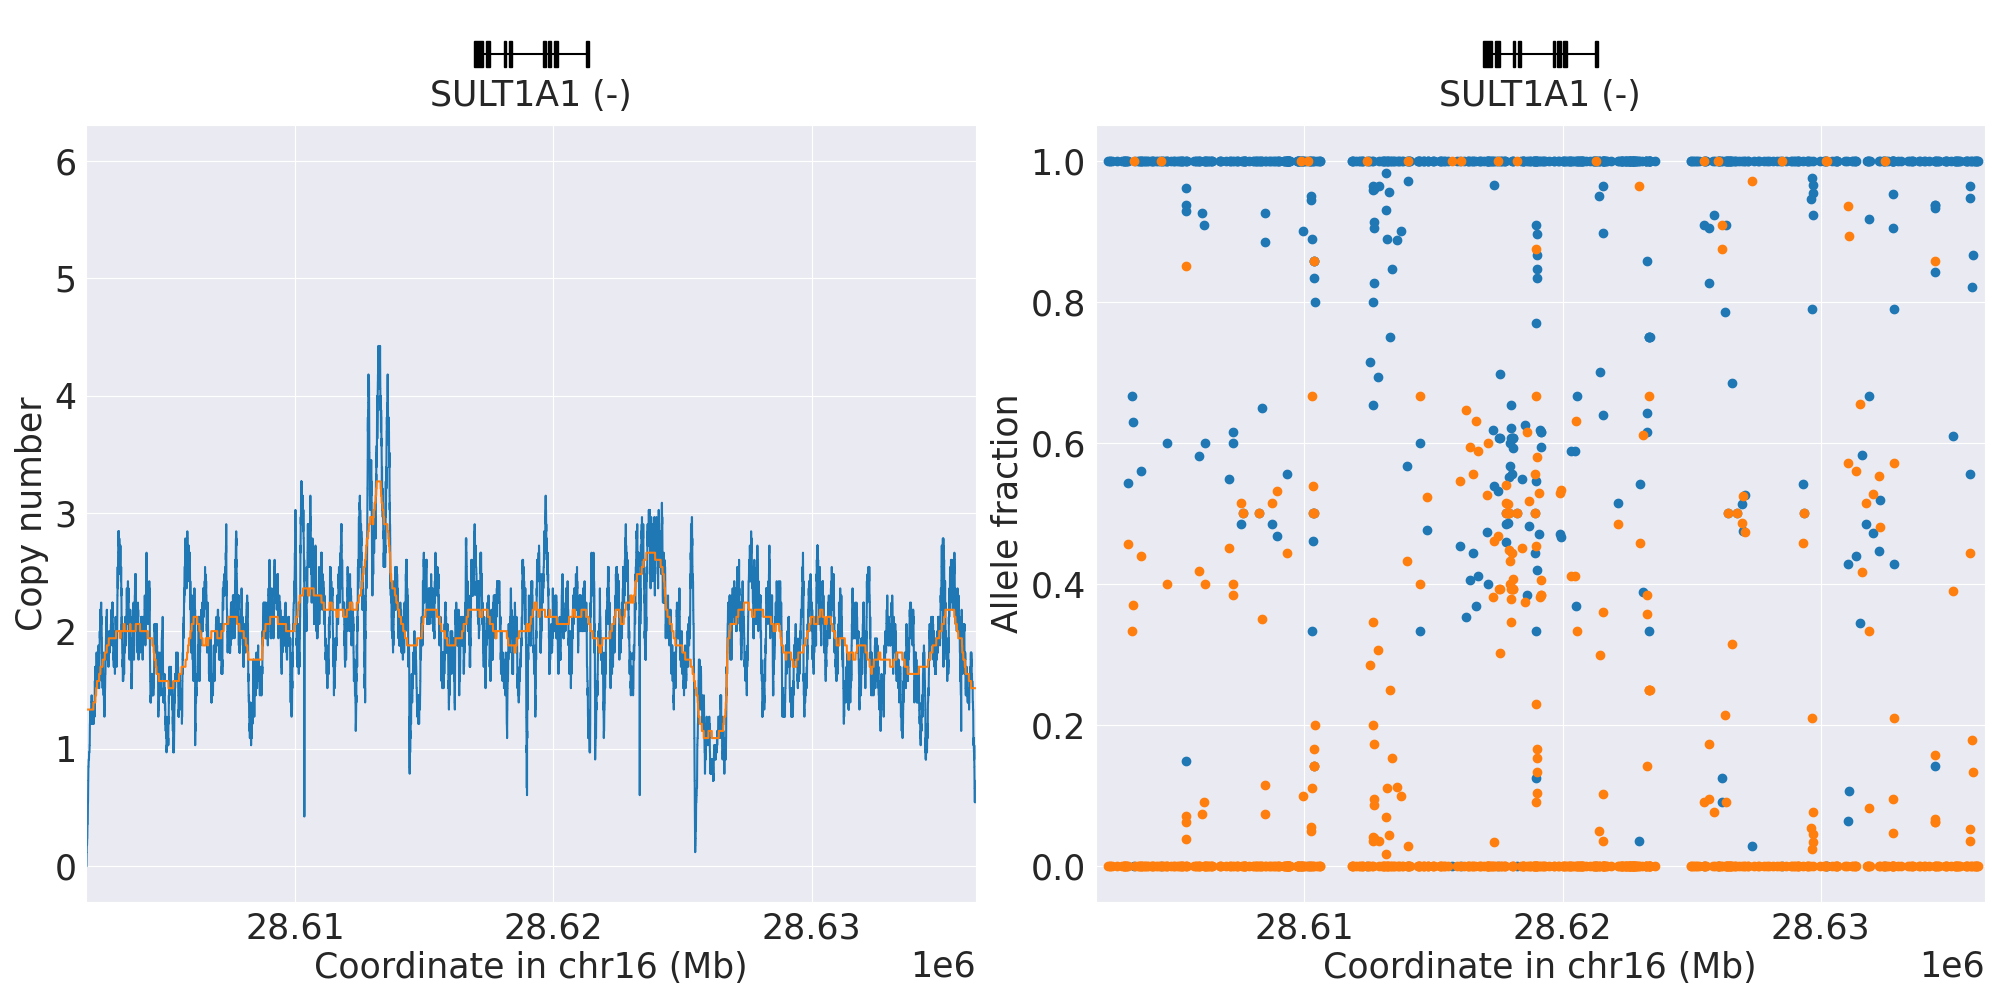 SULT1A1 (-)
6
5
4
3
2
1
0
Copy number
28.61
28.62
28.63
Coordinate in chr16 (Mb)
1e6
SULT1A1 (-)
1.0
0.8
0.6
0.4
0.2
0.0
Allele fraction
28.61
28.62
28.63
Coordinate in chr16 (Mb)
1e6